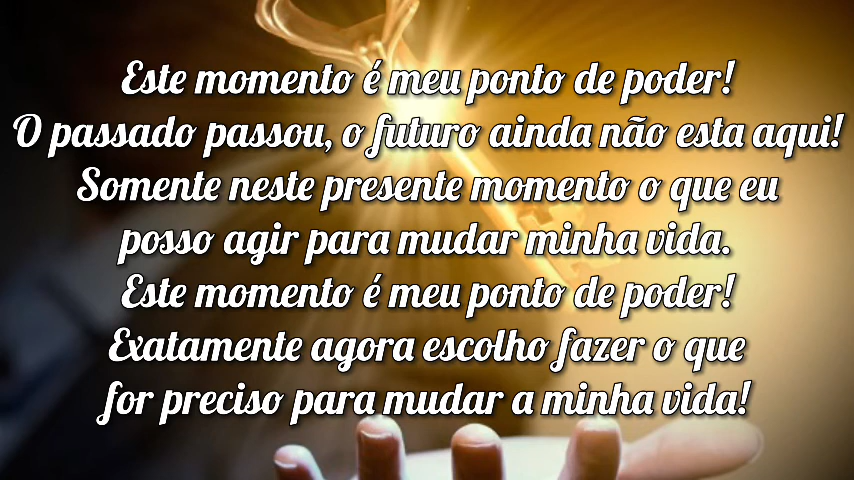 Este momento é meu ponto de poder!
O passado passou, o futuro ainda não esta aqui!
Somente neste presente momento o que eu
posso agir para mudar minha vida.
Este momento é meu ponto de poder!
Exatamente agora escolho fazer o que
for preciso para mudar a minha vida!